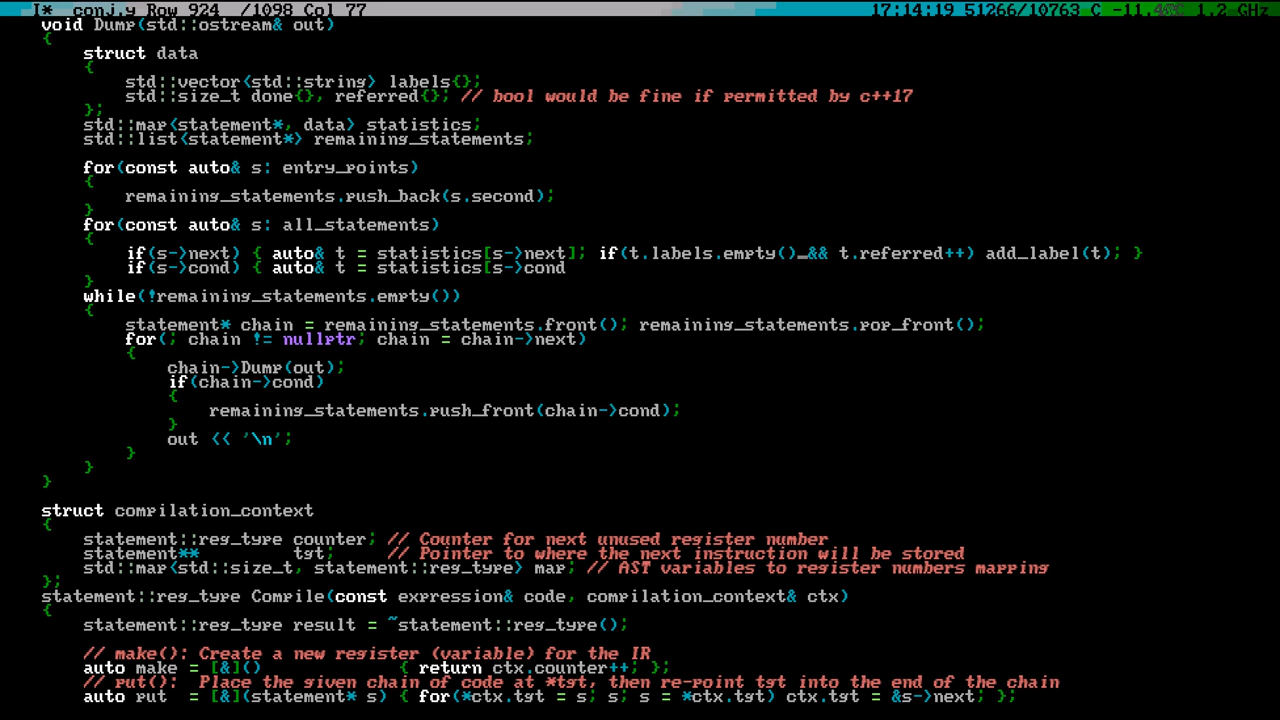 I* conj.y Row 924 /1098 Col 77 17:14:19 51266/10763 C 1.2 GHz
void Dump(std::ostream& out)
{
struct data
{
std::vector<std::string> labels{};
std::size_t done{}, referred{}; // bool would be fine if permitted by c++17
};
std::map<statement*, data> statistics;
std::list<statement*> remaining_statements;
for(const auto& s: entry_points)
{
remaining_statements.push_back(s.second);
}
for(const auto& s: all_statements)
{
if(s->next) { auto& t = statistics[s->next]; if(t.labels.empty() && t.referred++) add_label(t); }
if(s->cond) { auto& t = statistics[s->cond
}
while(!remaining_statements.empty())
{
statement* chain = remaining_statements.front(); remaining_statements.pop_front();
for(; chain != nullptr; chain = chain->next)
{
chain->Dump(out);
if(chain->cond)
{
remaining_statements.push_front(chain->cond);
}
out << '\n';
}
}
}
struct compilation_context
{
statement::reg_type counter; // Counter for next unused register number
statement** tgt; // Pointer to where the next instruction will be stored
std::map<std::size_t, statement::reg_type> map; // AST variables to register numbers mapping
};
statement::reg_type Compile(const expression& code, compilation_context& ctx)
{
statement::reg_type result = ~statement::reg_type();
// make(): Create a new register (variable) for the IR
auto make = [&]() { return ctx.counter++; };
// put(): Place the given chain of code at *tgt, then re-point tgt into the end of the chain
auto put = [&](statement* s) { for(*ctx.tgt = s; s; s = *ctx.tgt) ctx.tgt = &s->next; };